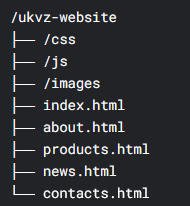 /ukvz-website
├── /css
├── /js
├── /images
├── index.html
├── about.html
├── products.html
├── news.html
└── contacts.html